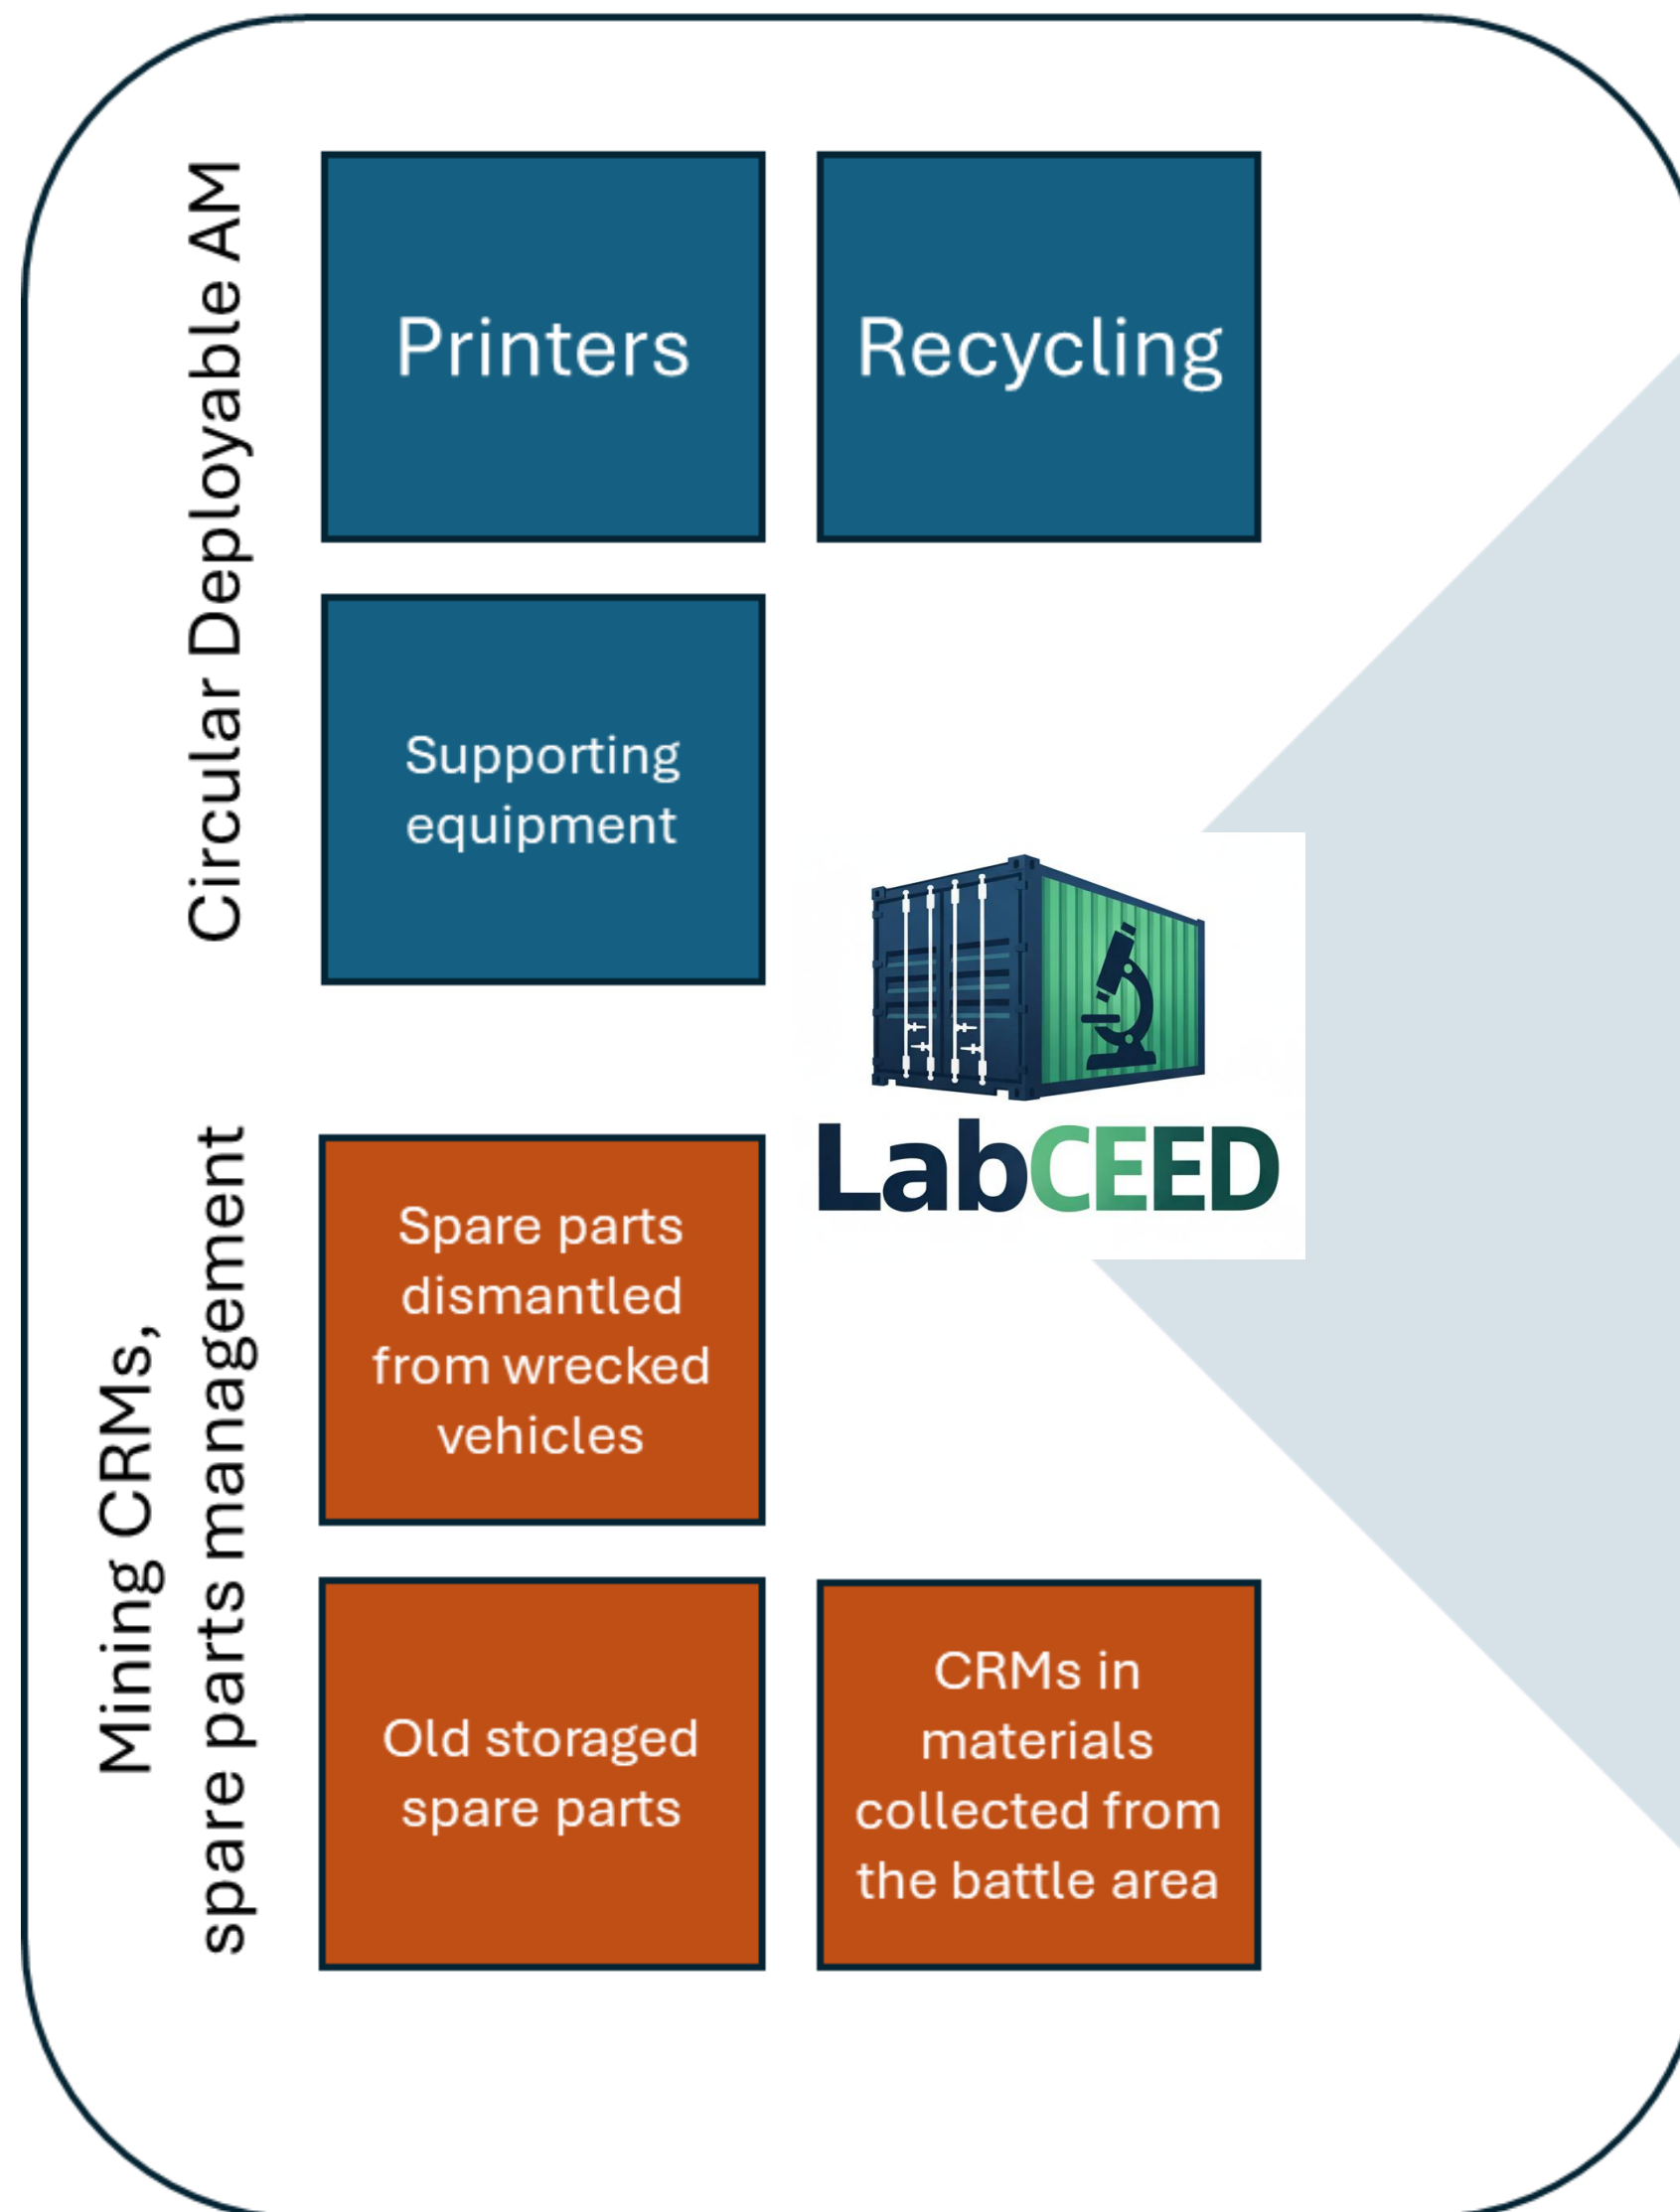 Circular Deployable AM
Printers
Recycling
Supporting
equipment
LabCEED
Mining CRMs,
spare parts management
Spare parts
dismantled
from wrecked
vehicles
Old storaged
spare parts
CRMs in
materials
collected from
the battle area